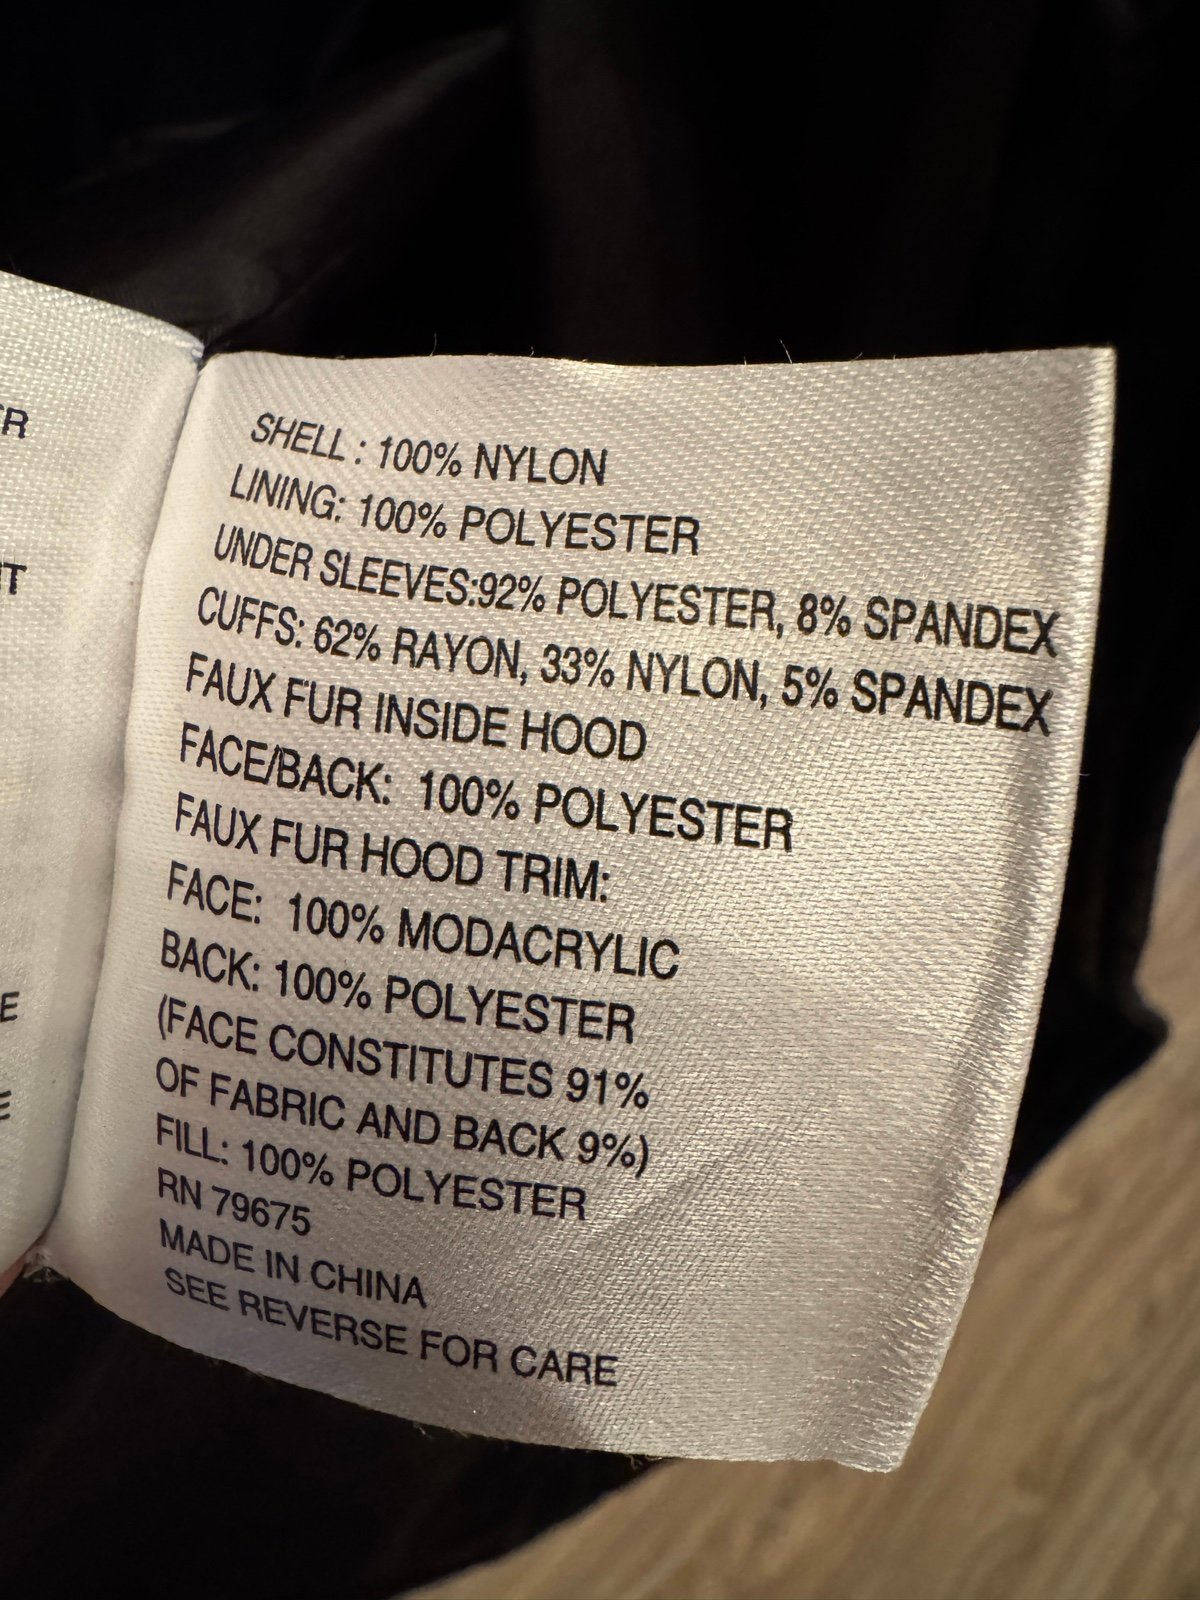 SHELL : 100% NYLON
LINING: 100% POLYESTER
UNDER SLEEVES:92% POLYESTER, 8% SPANDEX
CUFFS: 62% RAYON, 33% NYLON, 5% SPANDEX
FAUX FUR INSIDE HOOD
FACE/BACK: 100% POLYESTER
FAUX FUR HOOD TRIM:
FACE: 100% MODACRYLIC
BACK: 100% POLYESTER
(FACE CONSTITUTES 91%
OF FABRIC AND BACK 9%)
FILL: 100% POLYESTER
RN 79675
MADE IN CHINA
SEE REVERSE FOR CARE